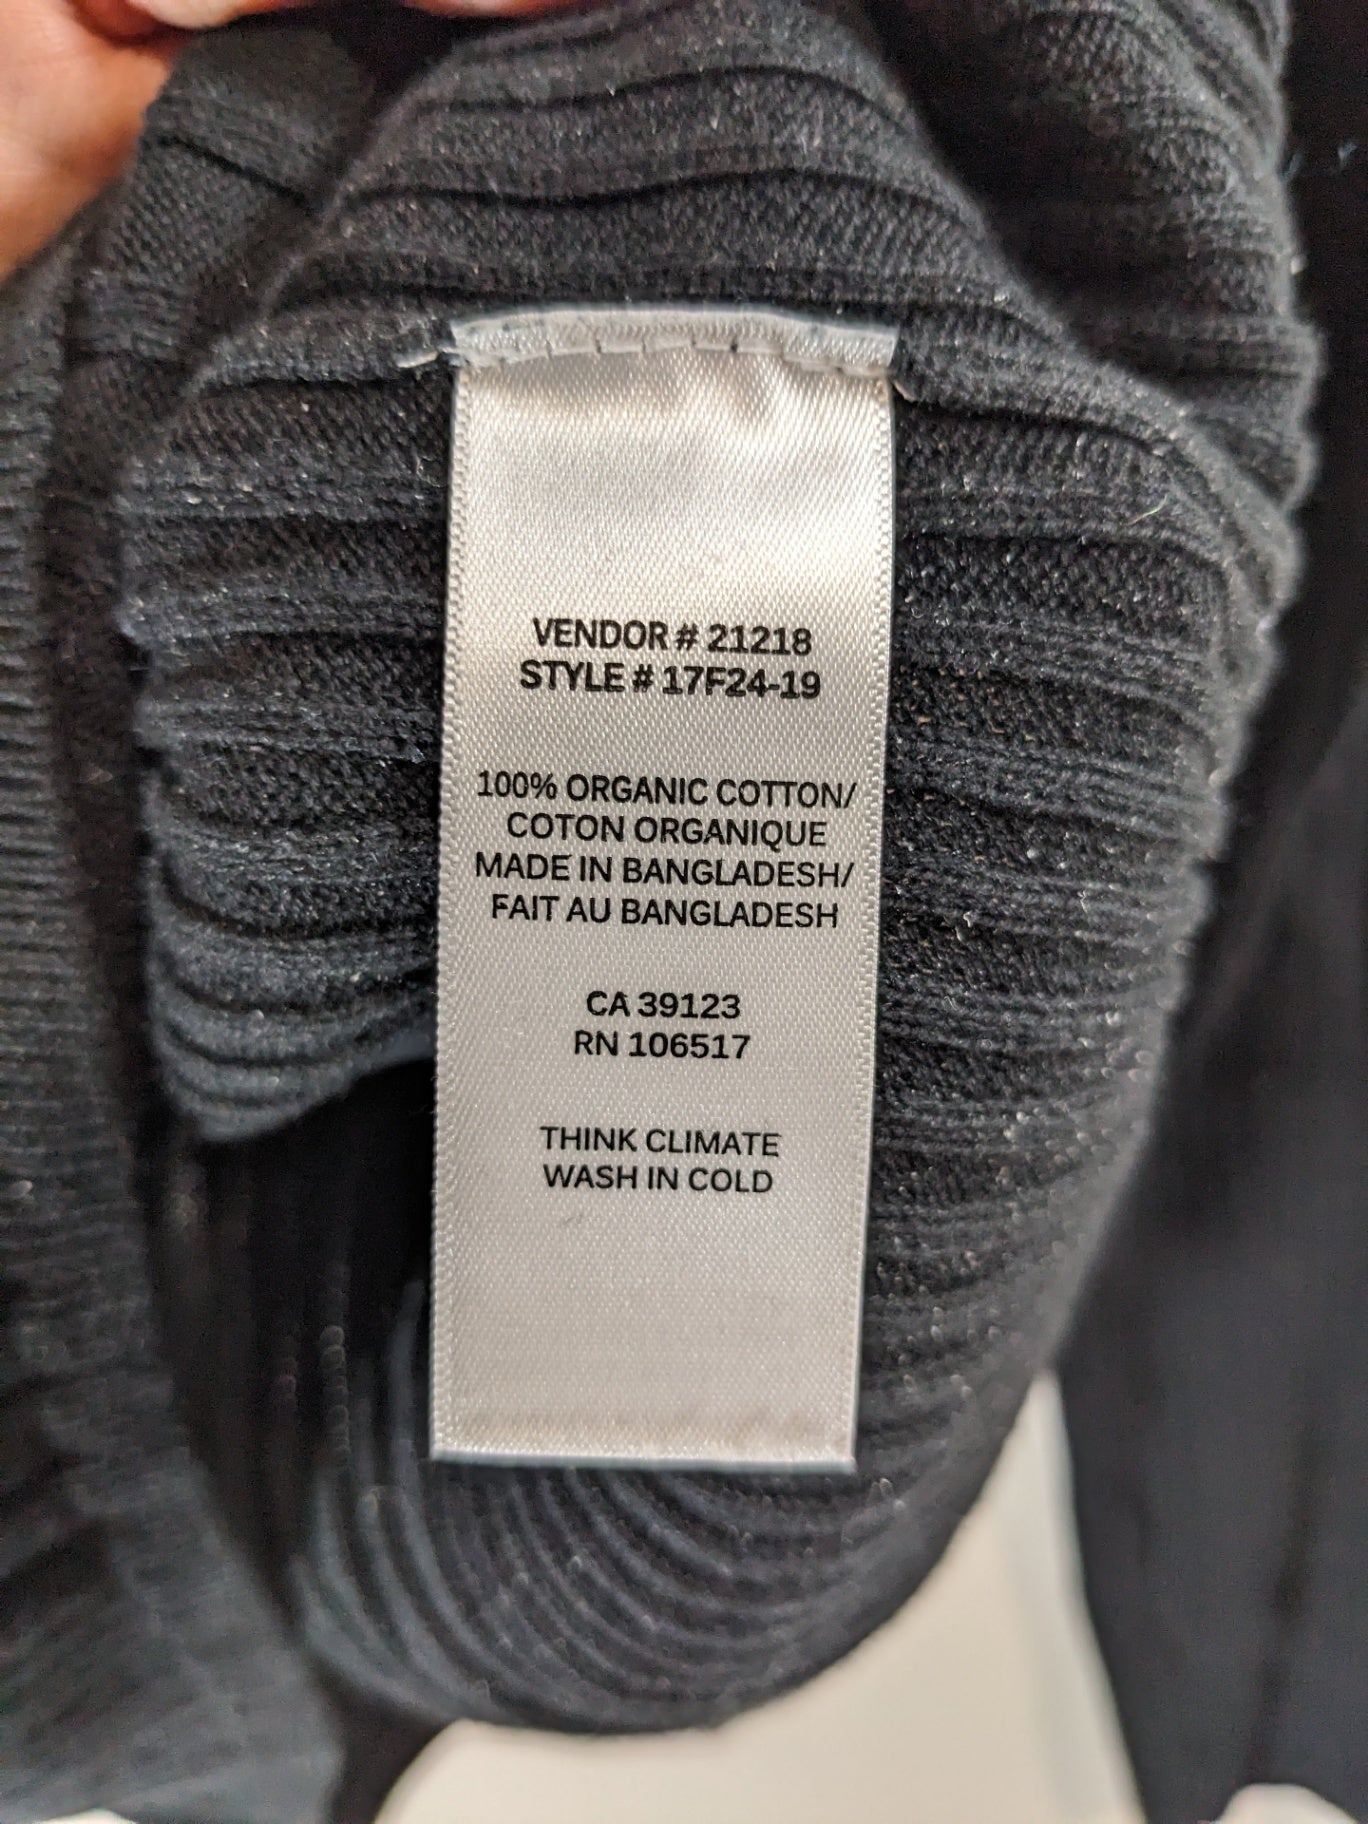 VENDOR # 21218
STYLE # 17F24-19
100% ORGANIC COTTON/
COTON ORGANIQUE
MADE IN BANGLADESH/
FAIT AU BANGLADESH
CA 39123
RN 106517
THINK CLIMATE
WASH IN COLD